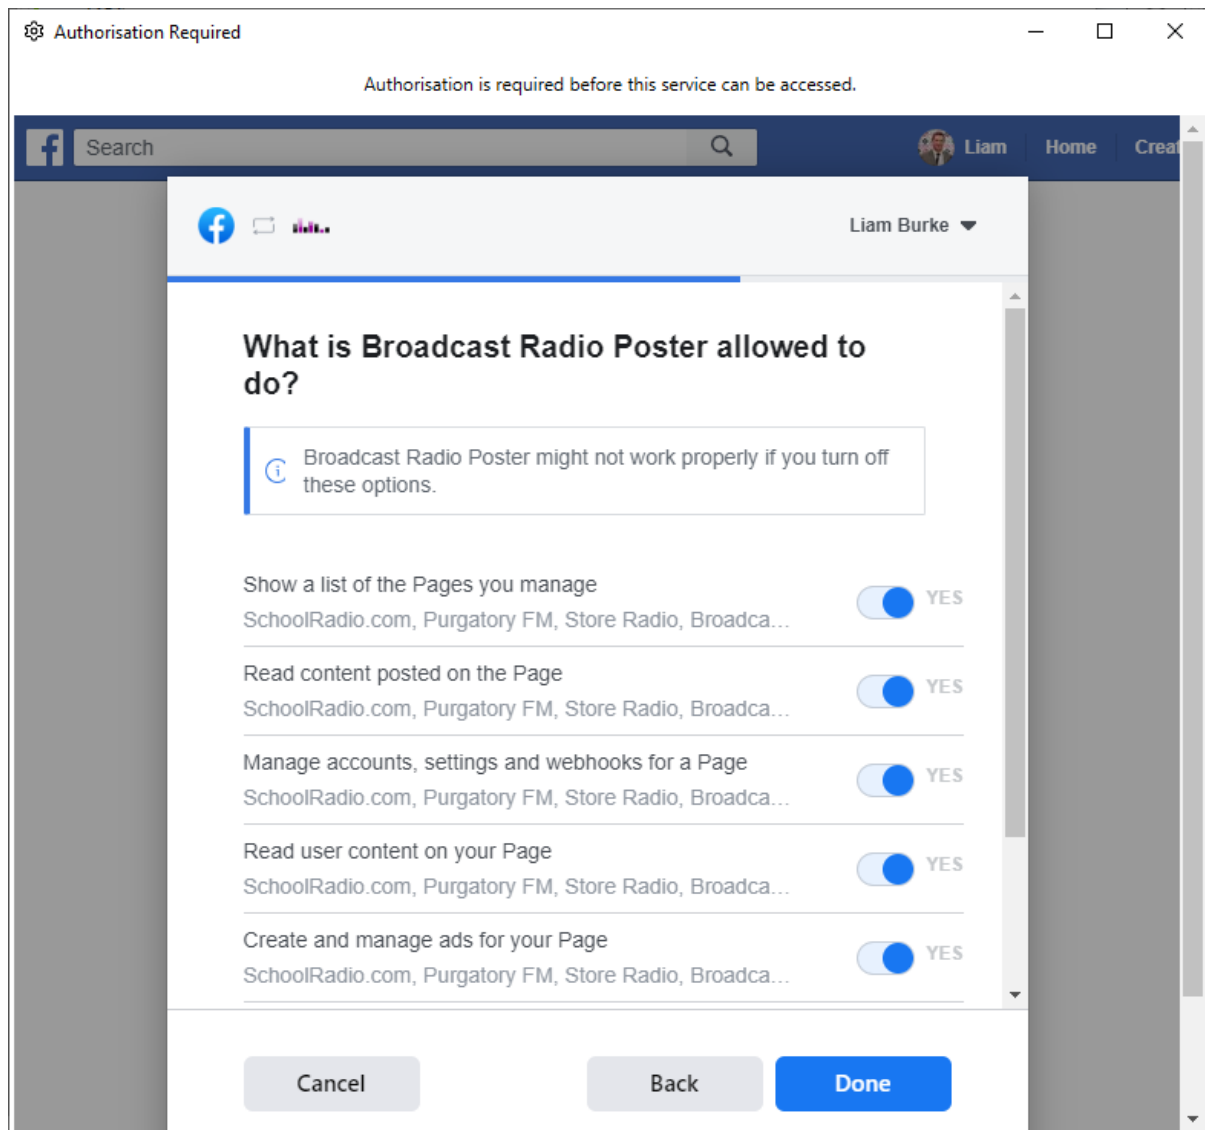 Authorisation Required
Authorisation is required before this service can be accessed.
Search
Liam
Home
Creat
Liam Burke
What is Broadcast Radio Poster allowed to
do?
Broadcast Radio Poster might not work properly if you turn off
these options.
Show a list of the Pages you manage
YES
SchoolRadio.com, Purgatory FM, Store Radio, Broadca...
Read content posted on the Page
YES
SchoolRadio.com, Purgatory FM, Store Radio, Broadca...
Manage accounts, settings and webhooks for a Page
YES
SchoolRadio.com, Purgatory FM, Store Radio, Broadca...
Read user content on your Page
YES
SchoolRadio.com, Purgatory FM, Store Radio, Broadca...
Create and manage ads for your Page
YES
SchoolRadio.com, Purgatory FM, Store Radio, Broadca...
Cancel
Back
Done